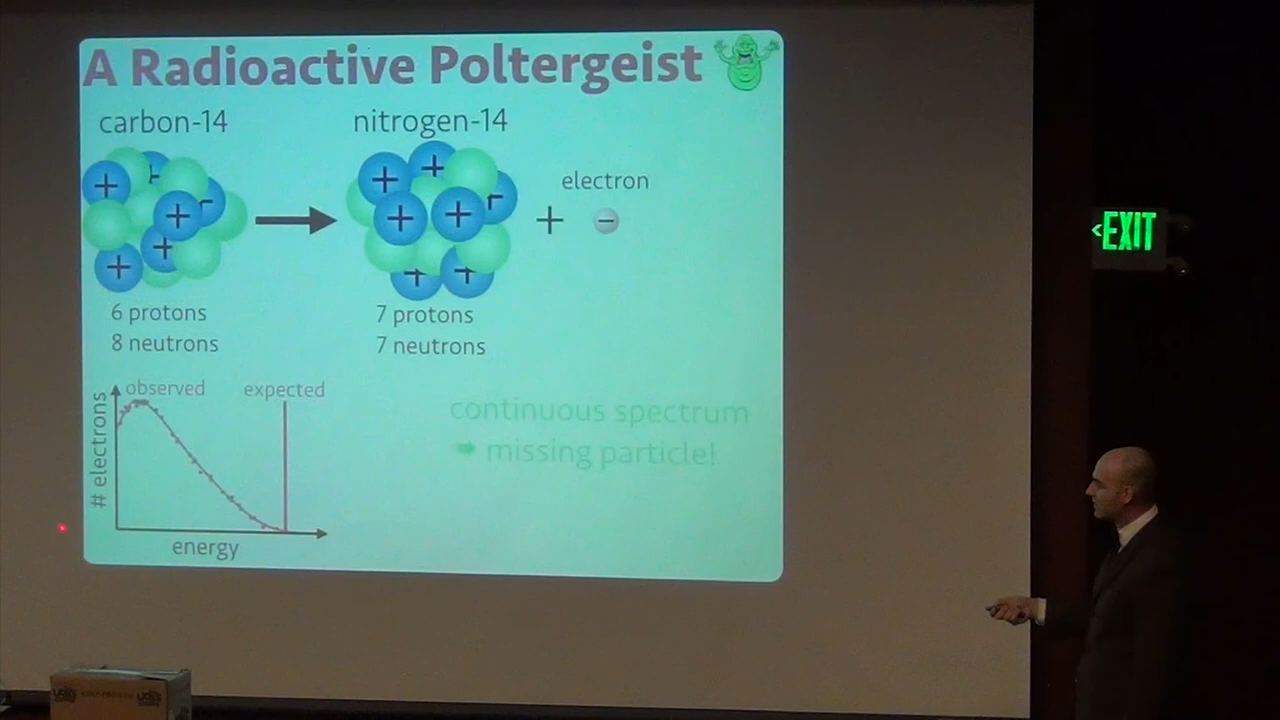 A Radioactive Poltergeist
carbon-14
nitrogen-14
electron
+
−
6 protons
8 neutrons
7 protons
7 neutrons
observed
expected
# electrons
energy
continuous spectrum
➡ missing particle!
<EXIT